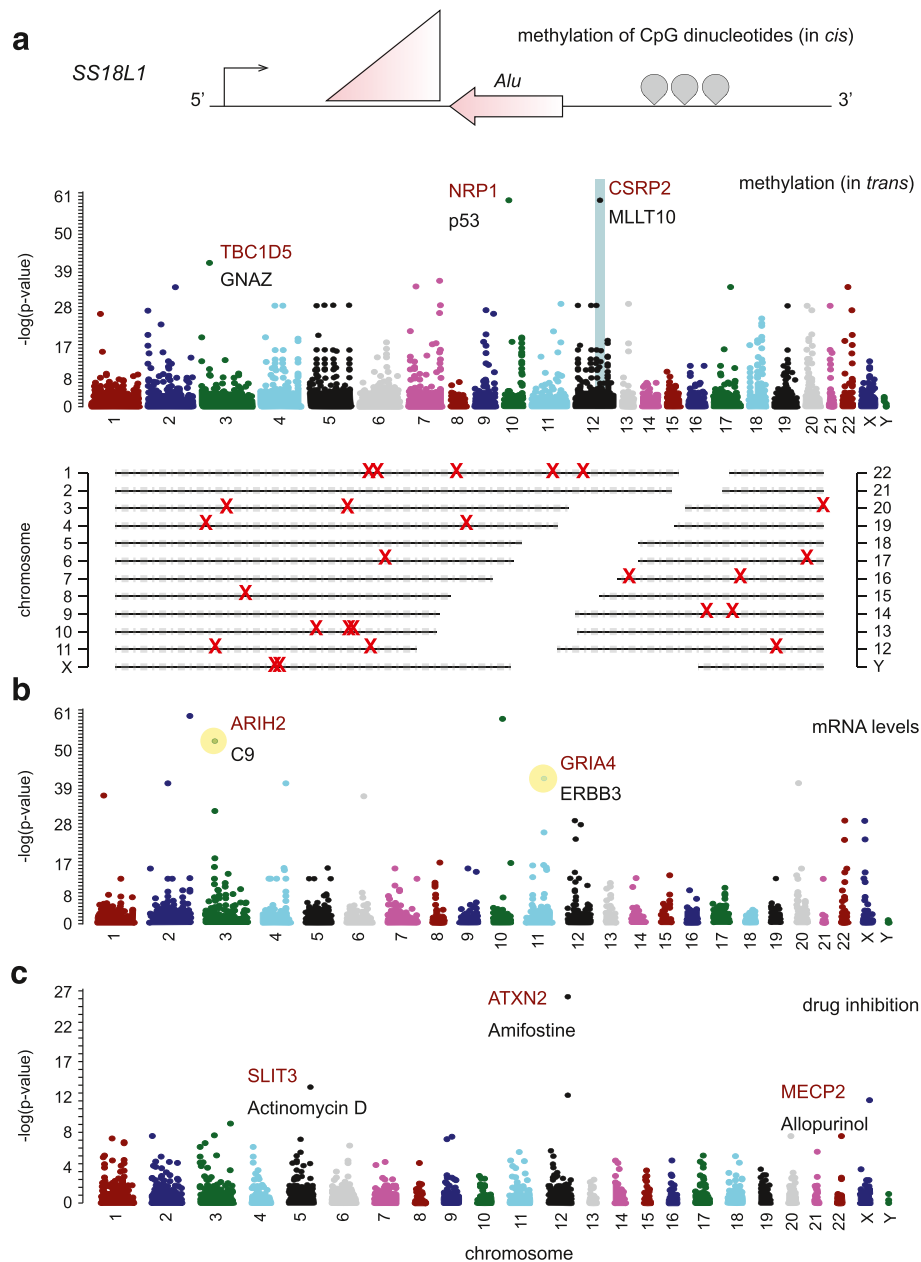 a
methylation of CpG dinucleotides (in cis)
SS18L1
Alu
5' 3'
methylation (in trans)
-log(p-value)
61
50
39
28
17
8
0
NRP1
p53
CSRP2
MLLT10
TBC1D5
GNAZ
1 2 3 4 5 6 7 8 9 10 11 12 13 14 15 16 17 18 19 20 21 22 X Y
chromosome
1 22
2 21
3 20
4 19
5 18
6 17
7 16
8 15
9 14
10 13
11 12
X Y
b
mRNA levels
-log(p-value)
61
50
39
28
17
8
0
ARIH2
C9
GRIA4
ERBB3
1 2 3 4 5 6 7 8 9 10 11 12 13 14 15 16 17 18 19 20 21 22 X Y
c
drug inhibition
-log(p-value)
27
22
17
12
8
4
0
ATXN2
Amifostine
SLIT3
Actinomycin D
MECP2
Allopurinol
1 2 3 4 5 6 7 8 9 10 11 12 13 14 15 16 17 18 19 20 21 22 X Y
chromosome